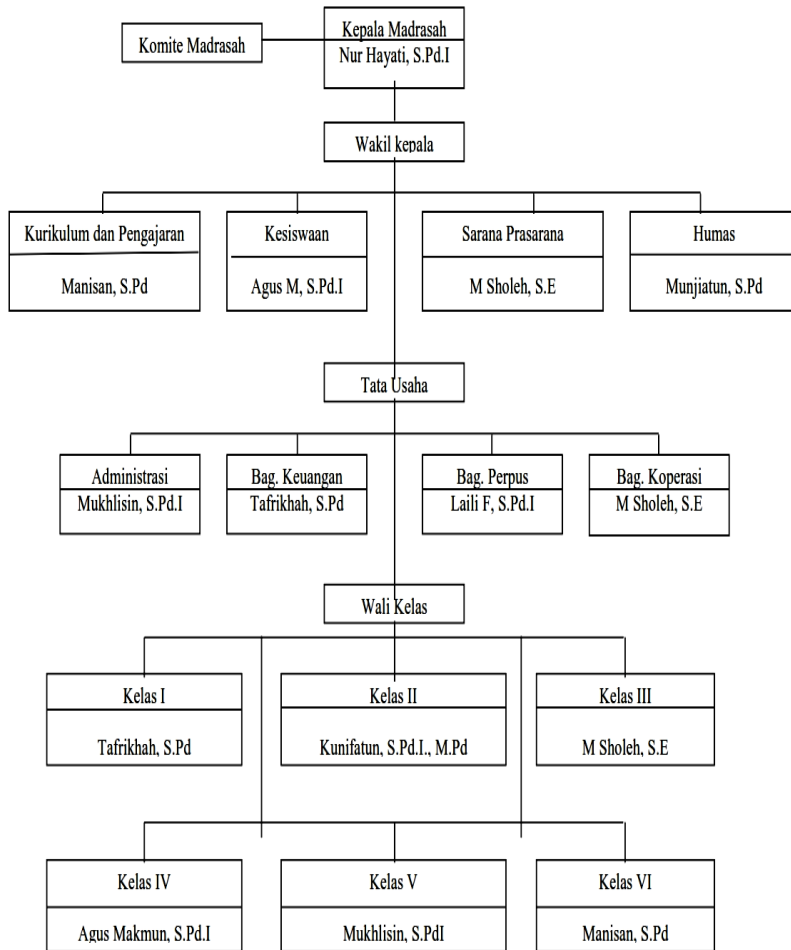 Komite Madrasah
Kepala Madrasah
Nur Hayati, S.Pd.I
Wakil kepala
Kurikulum dan Pengajaran
Manisan, S.Pd
Kesiswaan
Agus M, S.Pd.I
Sarana Prasarana
M Sholeh, S.E
Humas
Munjiatun, S.Pd
Tata Usaha
Administrasi
Mukhlisin, S.Pd.I
Bag. Keuangan
Tafrikhah, S.Pd
Bag. Perpus
Laili F, S.Pd.I
Bag. Koperasi
M Sholeh, S.E
Wali Kelas
Kelas I
Tafrikhah, S.Pd
Kelas II
Kunifatun, S.Pd.I., M.Pd
Kelas III
M Sholeh, S.E
Kelas IV
Agus Makmun, S.Pd.I
Kelas V
Mukhlisin, S.PdI
Kelas VI
Manisan, S.Pd